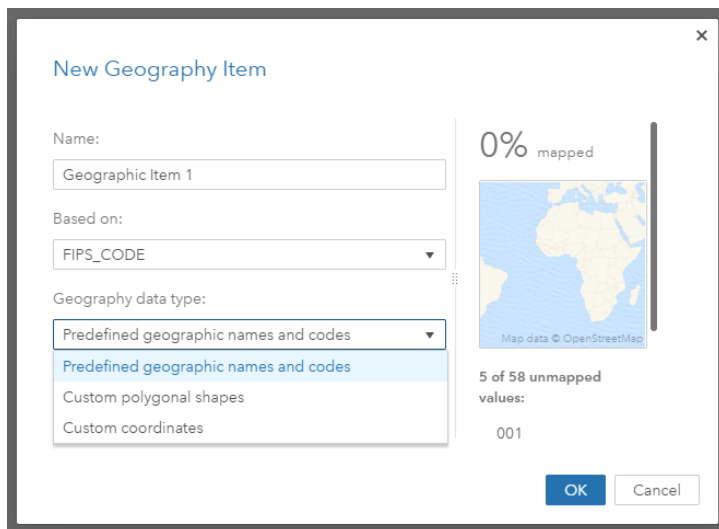 New Geography Item
Name:
Geographic Item 1
Based on:
FIPS_CODE
Geography data type:
Predefined geographic names and codes
Predefined geographic names and codes
Custom polygonal shapes
Custom coordinates
0% mapped
Map data © OpenStreetMap
5 of 58 unmapped
values:
001
OK
Cancel